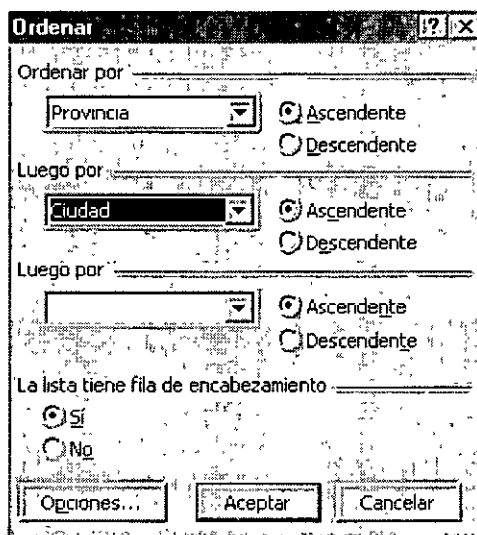 Ordenar
Ordenar por
Provincia
Ascendente
Descendente
Luego por
Ciudad
Ascendente
Descendente
Luego por
Ascendente
Descendente
La lista tiene fila de encabezamiento
Sí
No
Opciones... Aceptar Cancelar